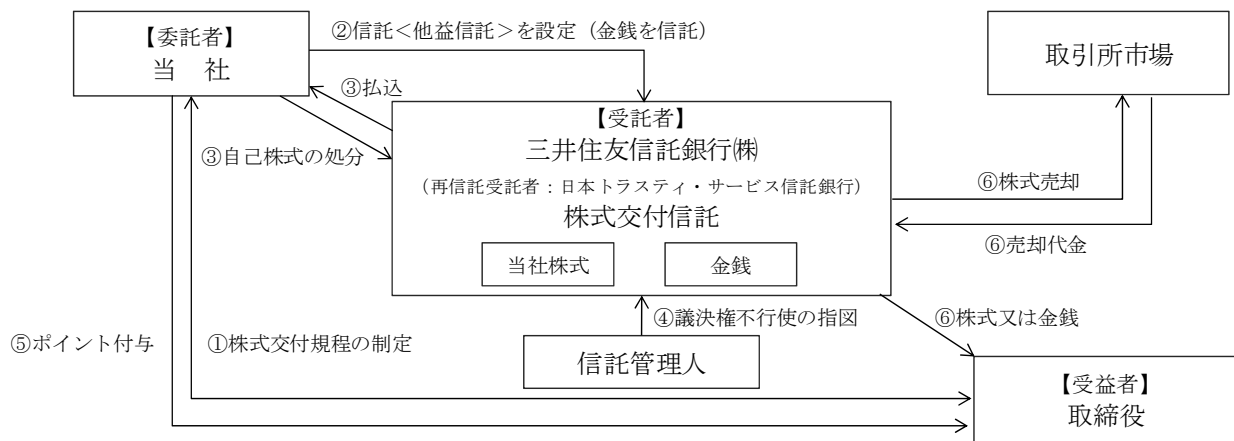 【委託者】
当 社
②信託＜他益信託＞を設定（金銭を信託）
取引所市場
③払込
③自己株式の処分
【受託者】
三井住友信託銀行㈱
（再信託受託者：日本トラスティ・サービス信託銀行）
株式交付信託
当社株式
金銭
⑥株式売却
⑥売却代金
④議決権不行使の指図
⑥株式又は金銭
⑤ポイント付与
①株式交付規程の制定
信託管理人
【受益者】
取締役